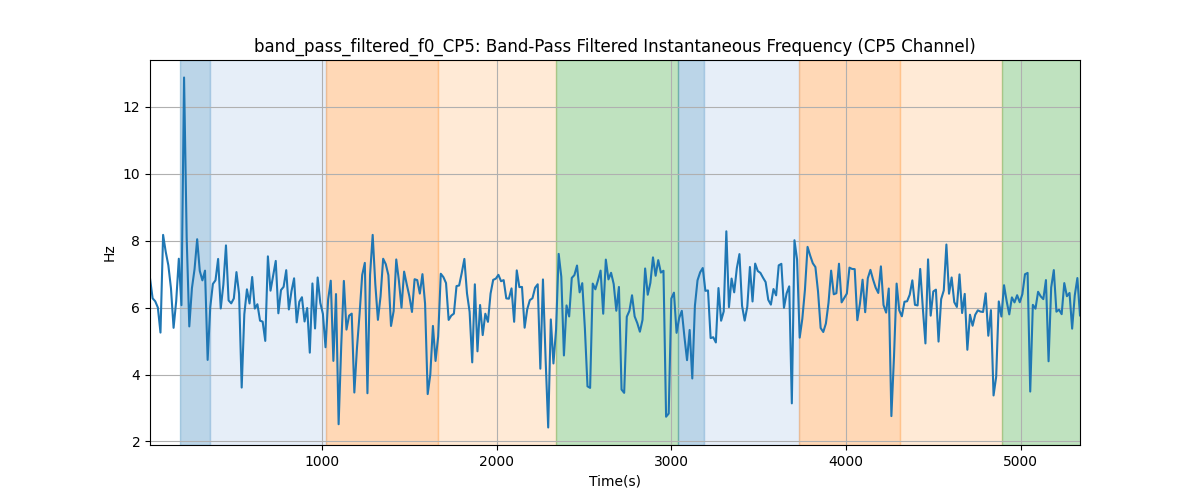 band_pass_filtered_f0_CP5: Band-Pass Filtered Instantaneous Frequency (CP5 Channel)
12
10
8
6
4
2
Hz
1000 2000 3000 4000 5000
Time(s)